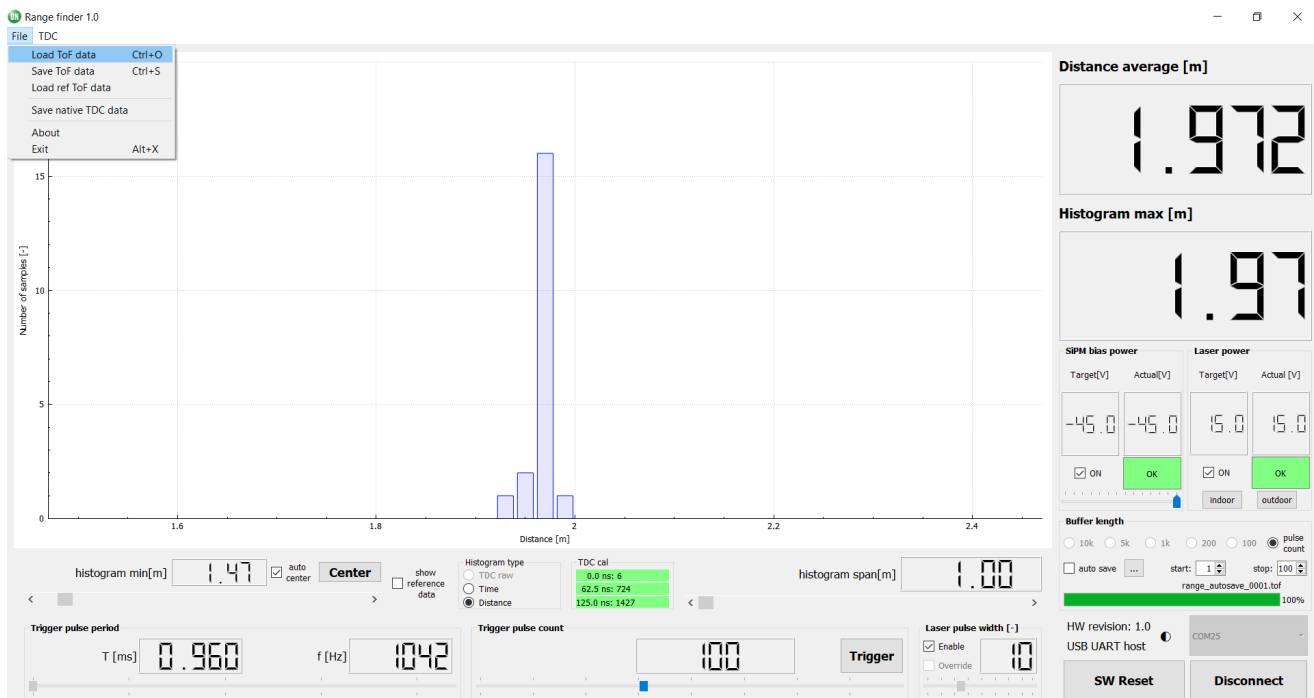 Range finder 1.0
File TDC
Load ToF data Ctrl+O
Save ToF data Ctrl+S
Load ref ToF data
Save native TDC data
About
Exit Alt+X
15
10
5
0
Number of samples [-]
1.6 1.8 2 2.2 2.4
Distance [m]
Distance average [m]
1.972
Histogram max [m]
1.97
SiPM bias power
Target[V] Actual[V]
-45.0 -45.0
ON OK
Laser power
Target[V] Actual [V]
15.0 15.0
ON OK
indoor outdoor
Buffer length
10k 5k 1k 200 100 pulse count
auto save ... start: 1 stop: 100
range_autosave_0001.tof
100%
histogram min[m] 1.47 auto center Center
show reference data
Histogram type
TDC raw
Time
Distance
TDC cal
0.0 ns: 6
62.5 ns: 724
125.0 ns: 1427
histogram span[m] 1.00
Trigger pulse period
T [ms] 0.960 f [Hz] 1042
Trigger pulse count
100 Trigger
Laser pulse width [-]
Enable
Override
10
HW revision: 1.0
USB UART host
COM25
SW Reset Disconnect